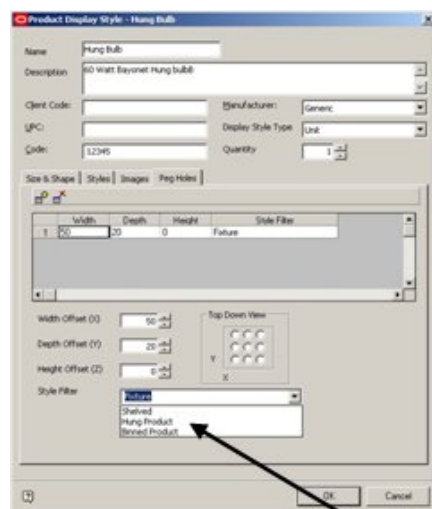 Product Display Style - Hung Bulb
Name Hung Bulb
Description 60 Watt Bayonet Hung bulbB
Client Code: Manufacturer: Generic
UPC: Display Style Type Unit
Code: 12345 Quantity 1
Size & Shape Styles Images Peg Holes
Width Depth Height Style Filter
1 50 20 0 Fixture
Width Offset (X) 50 Top Down View
Depth Offset (Y) 20 Y
Height Offset (Z) 0 X
Style Filter Fixture
Shelved
Hung Product
Binned Product
OK Cancel